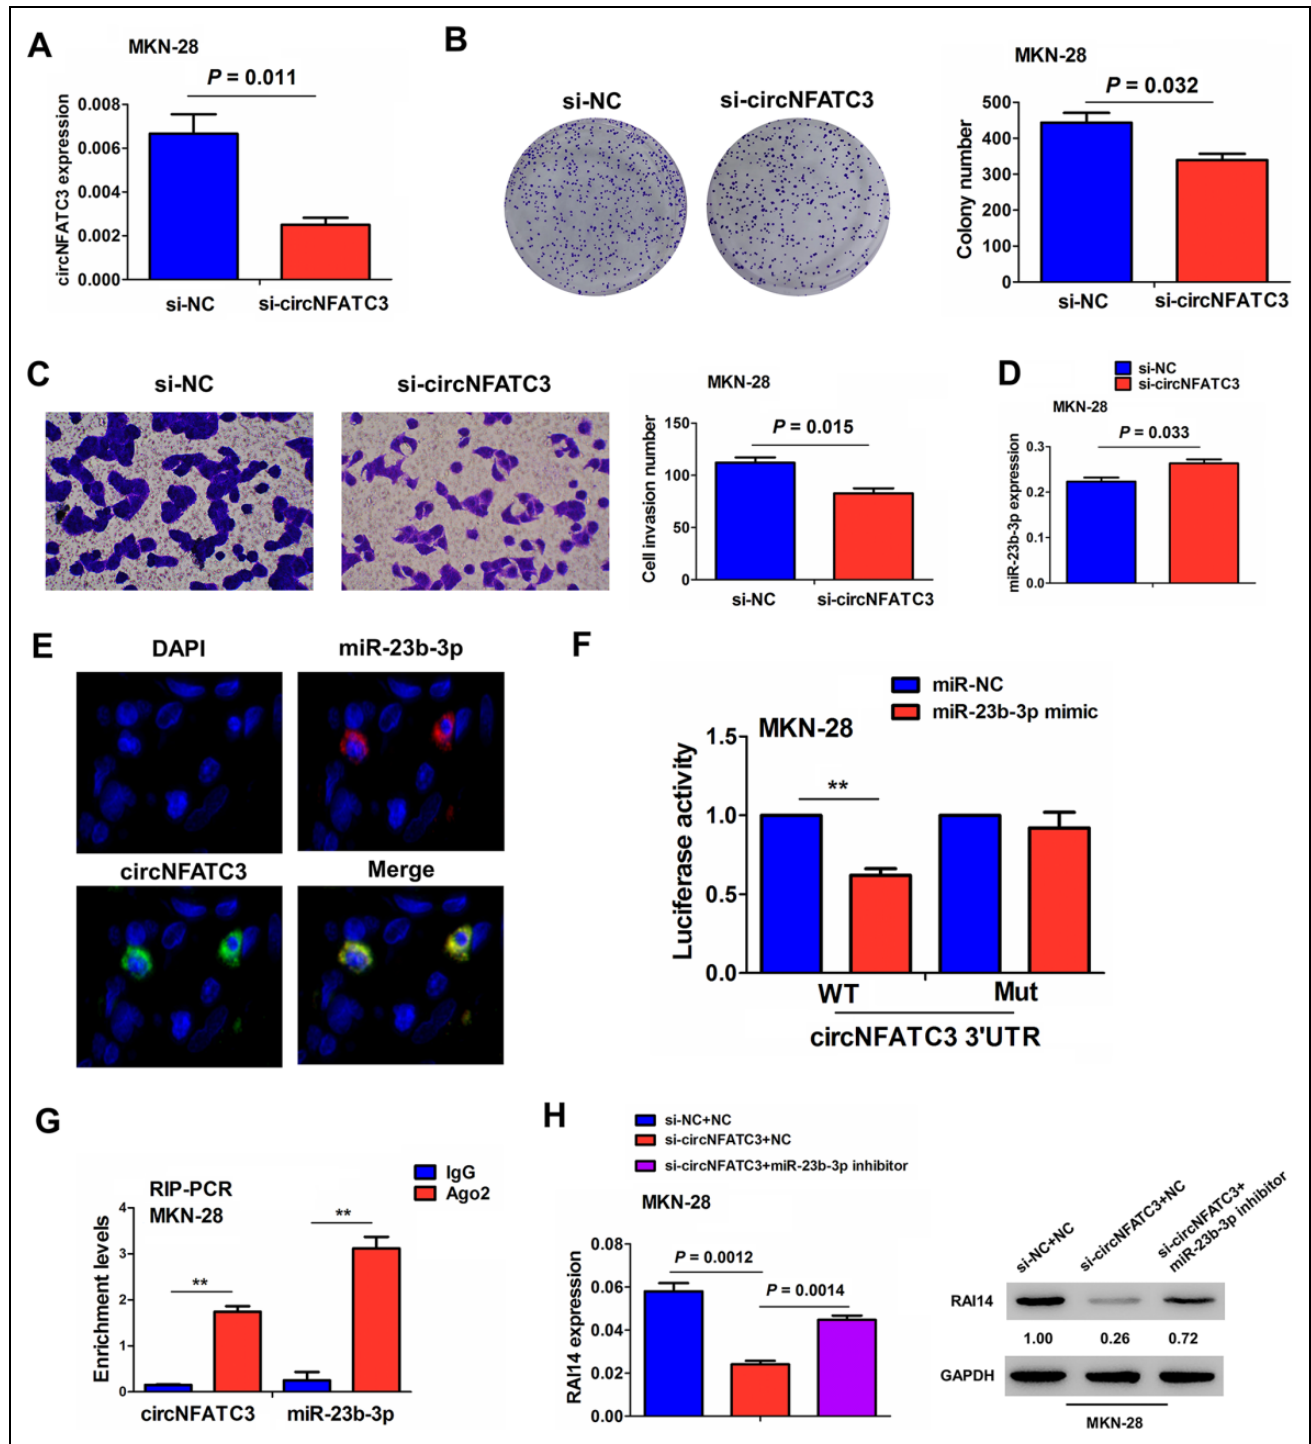 A
MKN-28
P = 0.011
circNFATC3 expression
0.008
0.006
0.004
0.002
0.000
si-NC
si-circNFATC3
B
si-NC
si-circNFATC3
MKN-28
P = 0.032
Colony number
500
400
300
200
100
0
si-NC
si-circNFATC3
C
si-NC
si-circNFATC3
MKN-28
P = 0.015
Cell invasion number
150
100
50
0
si-NC
si-circNFATC3
D
si-NC
si-circNFATC3
MKN-28
P = 0.033
miR-23b-3p expression
0.3
0.2
0.1
0.0
E
DAPI
miR-23b-3p
circNFATC3
Merge
F
miR-NC
miR-23b-3p mimic
MKN-28
**
Luciferase activity
1.5
1.0
0.5
0.0
WT
Mut
circNFATC3 3'UTR
G
IgG
Ago2
RIP-PCR
MKN-28
**
**
Enrichment levels
4
3
2
1
0
circNFATC3
miR-23b-3p
H
si-NC+NC
si-circNFATC3+NC
si-circNFATC3+miR-23b-3p inhibitor
MKN-28
P = 0.0012
P = 0.0014
RAI14 expression
0.08
0.06
0.04
0.02
0.00
si-NC+NC
si-circNFATC3+NC
si-circNFATC3+
miR-23b-3p inhibitor
RAI14
1.00 0.26 0.72
GAPDH
MKN-28